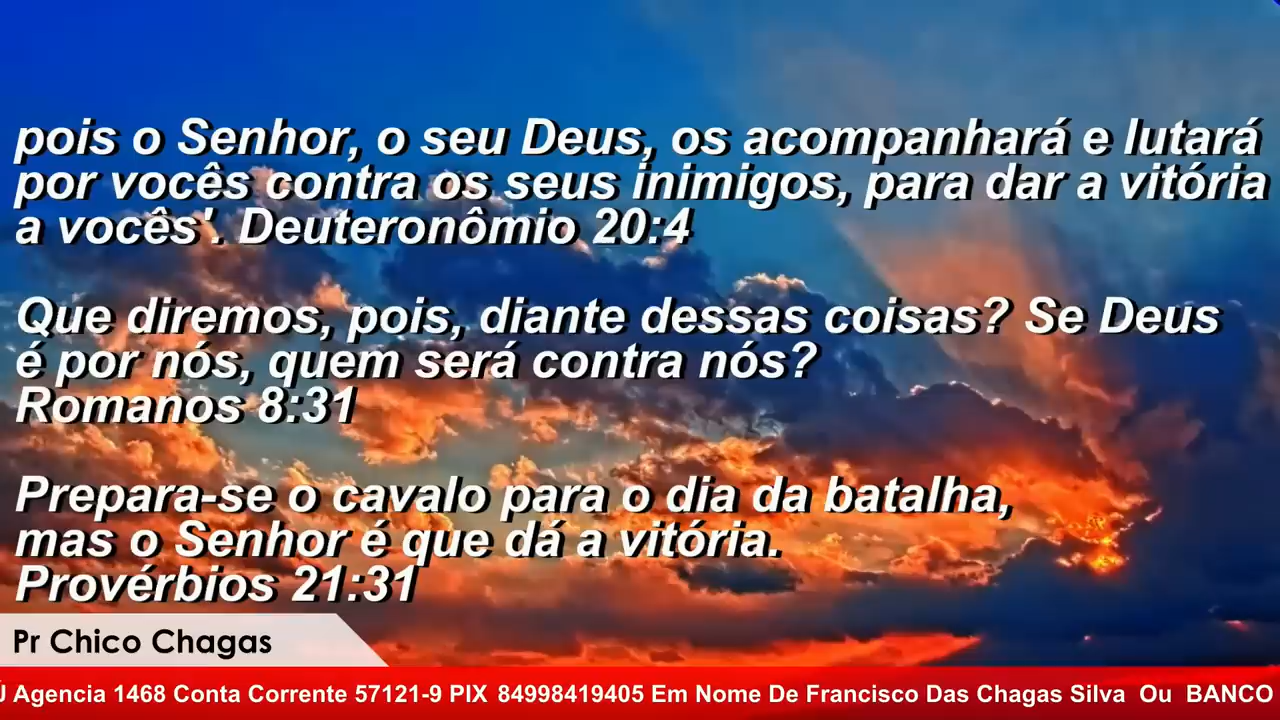 pois o Senhor, o seu Deus, os acompanhará e lutará
por vocês contra os seus inimigos, para dar a vitória
a vocês'. Deuteronômio 20:4
Que diremos, pois, diante dessas coisas? Se Deus
é por nós, quem será contra nós?
Romanos 8:31
Prepara-se o cavalo para o dia da batalha,
mas o Senhor é que dá a vitória.
Provérbios 21:31
Pr Chico Chagas
Ú Agencia 1468 Conta Corrente 57121-9 PIX 84998419405 Em Nome De Francisco Das Chagas Silva Ou BANCO